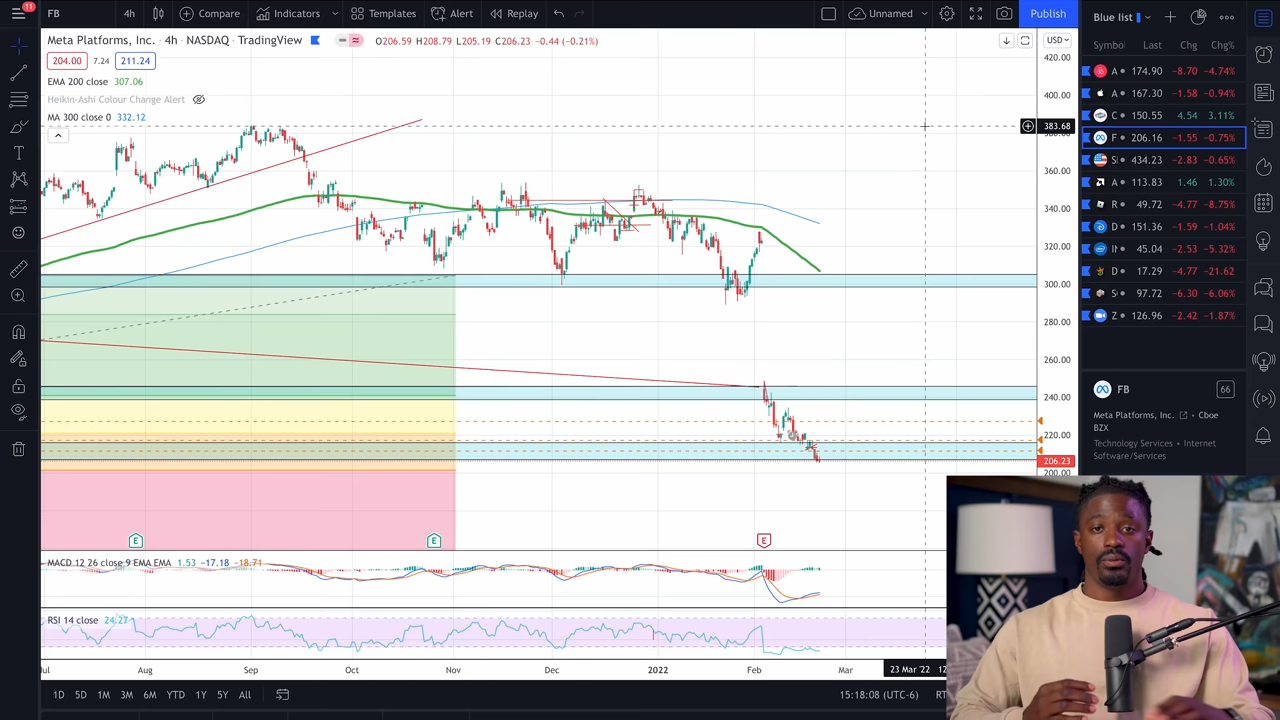 11
FB
4h
Compare
Indicators
Templates
Alert
Replay
Unnamed
Publish
Blue list
Meta Platforms, Inc. · 4h · NASDAQ · TradingView
O206.59 H208.79 L205.19 C206.23 −0.44 (−0.21%)
USD
204.00 7.24 211.24
EMA 200 close 307.06
Heikin-Ashi Colour Change Alert
MA 300 close 0 332.12
420.00
400.00
383.68
360.00
340.00
320.00
300.00
280.00
260.00
240.00
220.00
206.23
200.00
E
E
E
MACD 12 26 close 9 EMA EMA 1.53 −17.18 −18.71
RSI 14 close 24.27
Aug
Sep
Oct
Nov
Dec
2022
Feb
Mar
23 Mar '22
1D 5D 1M 3M 6M YTD 1Y 5Y All
15:18:08 (UTC-6)
Symbo Last Chg Chg%
A 174.90 −8.70 −4.74%
A 167.30 −1.58 −0.94%
C 150.55 4.54 3.11%
F 206.16 −1.55 −0.75%
S 434.23 −2.83 −0.65%
A 113.83 1.46 1.30%
R 49.72 −4.77 −8.75%
D 151.36 −1.59 −1.04%
45.04 −2.53 −5.32%
D 17.29 −4.77 −21.62
S 97.72 −6.30 −6.06%
Z 126.96 −2.42 −1.87%
FB
66
Meta Platforms, Inc. · Cboe
BZX
Technology Services · Internet
Software/Services